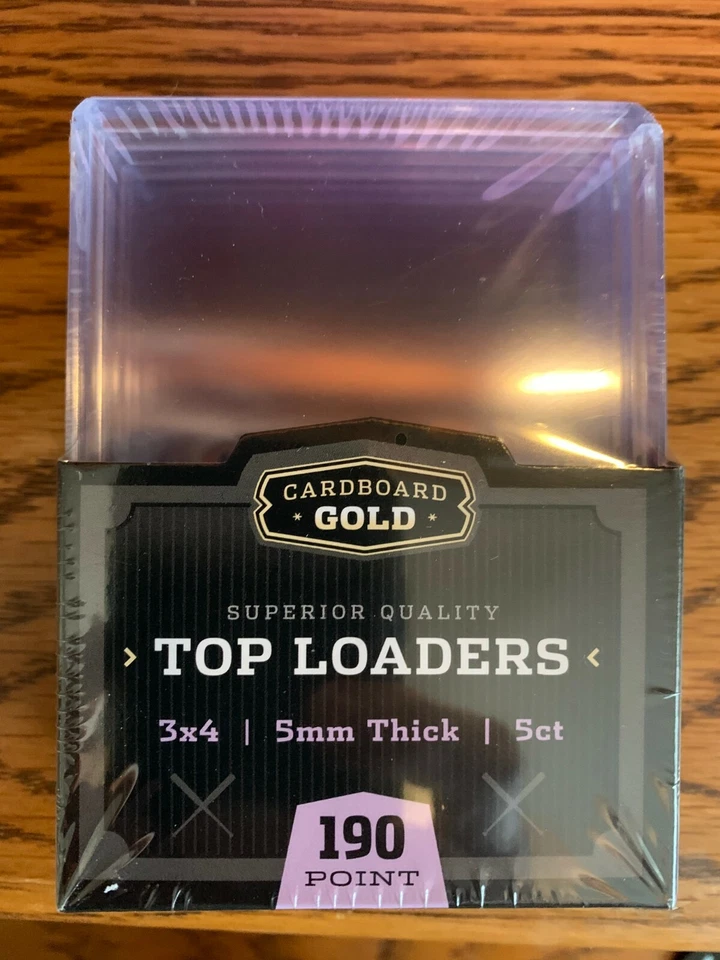 CARDBOARD
* GOLD *
SUPERIOR QUALITY
> TOP LOADERS <
3x4 | 5mm Thick | 5ct
190
POINT